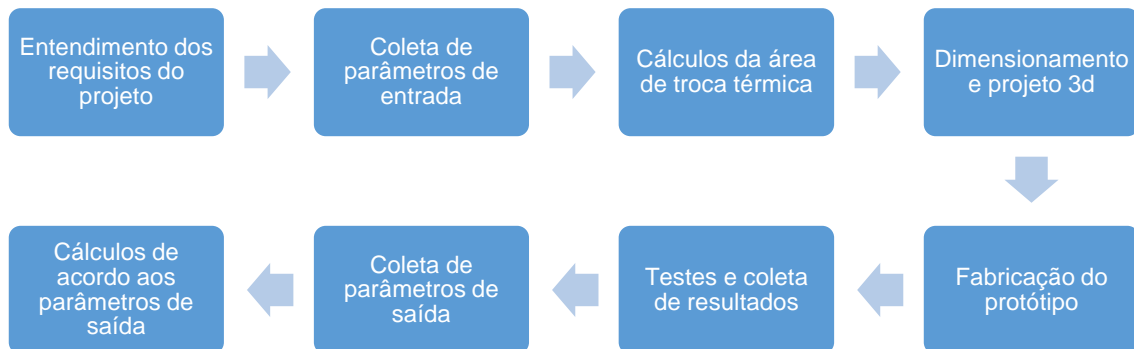 Entendimento dos
requisitos do
projeto
Coleta de
parâmetros de
entrada
Cálculos da área
de troca térmica
Dimensionamento
e projeto 3d
Fabricação do
protótipo
Testes e coleta
de resultados
Coleta de
parâmetros de
saída
Cálculos de
acordo aos
parâmetros de
saída